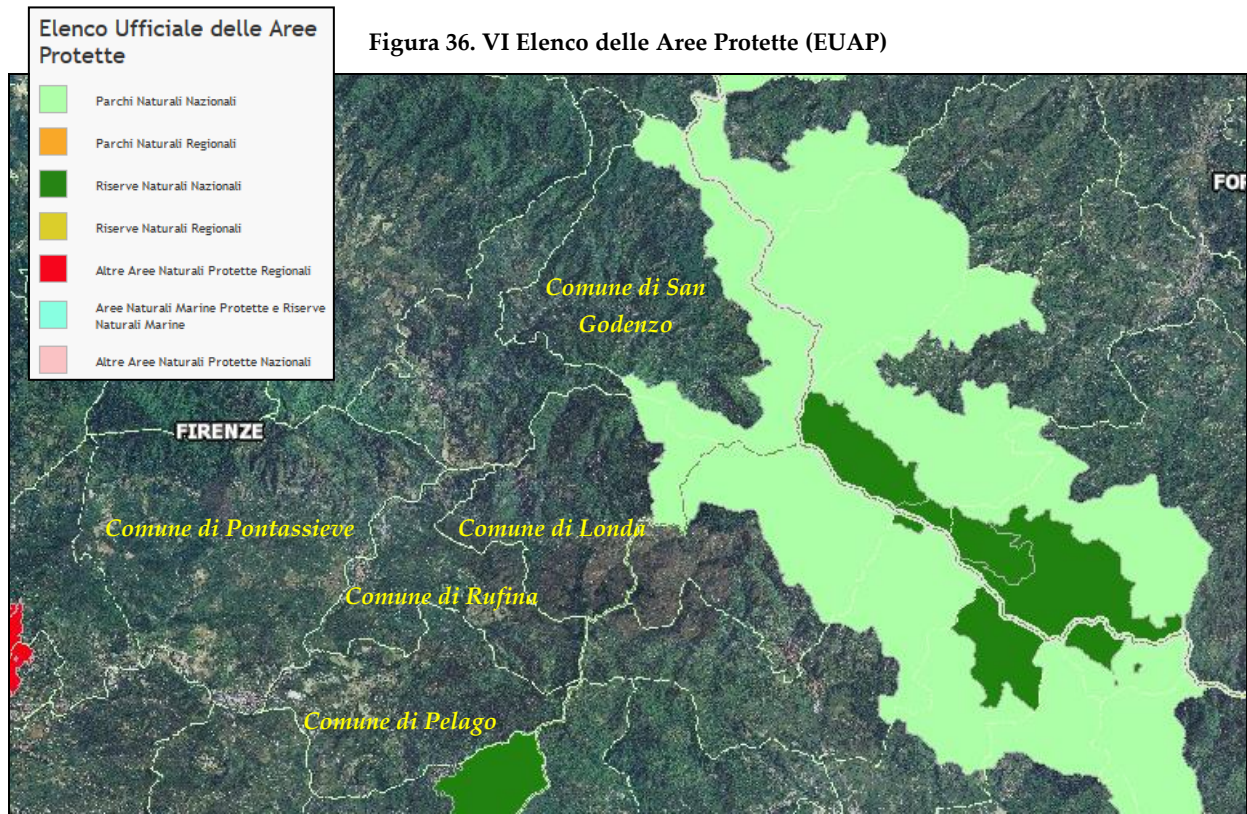 Elenco Ufficiale delle Aree
Protette
Figura 36. VI Elenco delle Aree Protette (EUAP)
Parchi Naturali Nazionali
Parchi Naturali Regionali
Riserve Naturali Nazionali
Riserve Naturali Regionali
Altre Aree Naturali Protette Regionali
Aree Naturali Marine Protette e Riserve
Naturali Marine
Altre Aree Naturali Protette Nazionali
FOR
Comune di San
Godenzo
FIRENZE
Comune di Pontassieve
Comune di Londa
Comune di Rufina
Comune di Pelago